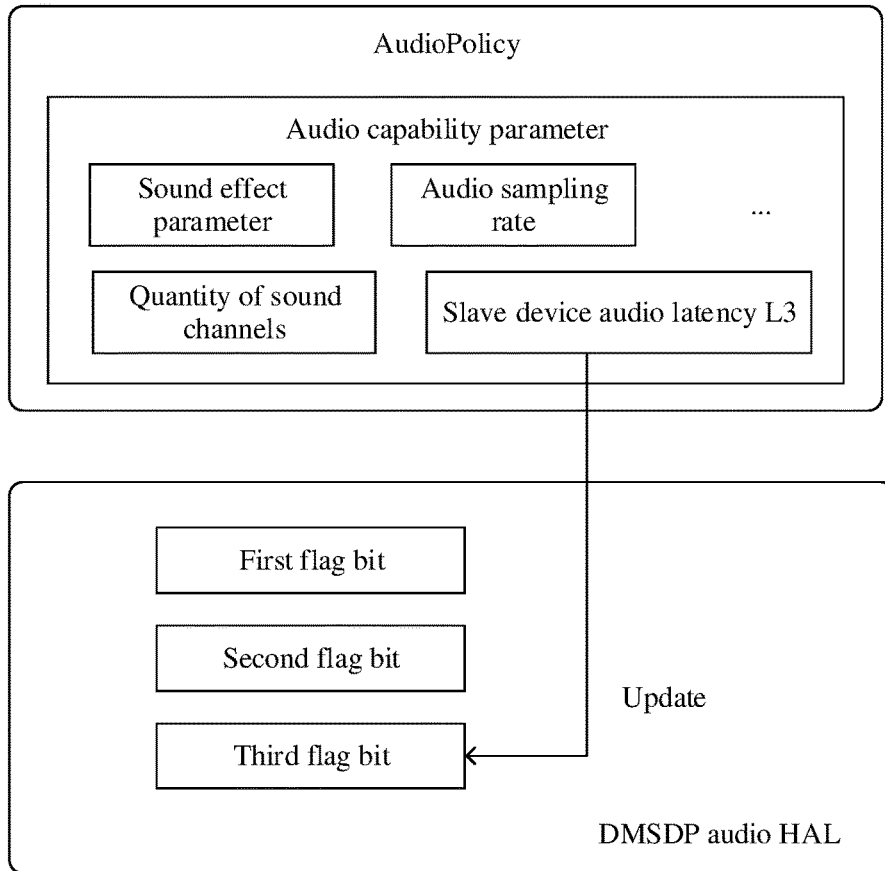 AudioPolicy
Audio capability parameter
Sound effect
parameter
Audio sampling
rate
...
Quantity of sound
channels
Slave device audio latency L3
First flag bit
Second flag bit
Update
Third flag bit
DMSDP audio HAL